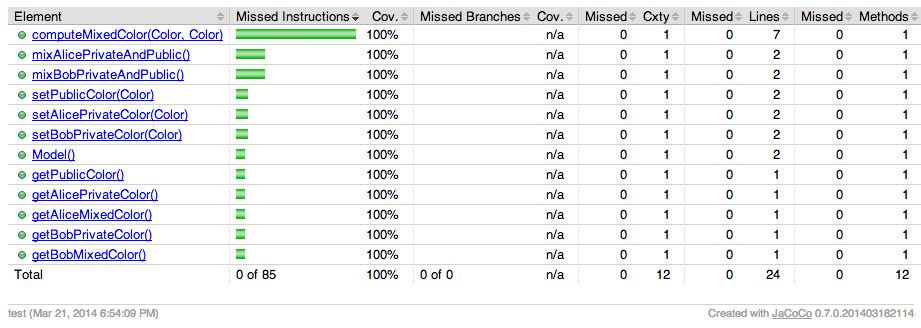 Element Missed Instructions Cov. Missed Branches Cov. Missed Cxty Missed Lines Missed Methods
computeMixedColor(Color, Color) 100% n/a 0 1 0 7 0 1
mixAlicePrivateAndPublic() 100% n/a 0 1 0 2 0 1
mixBobPrivateAndPublic() 100% n/a 0 1 0 2 0 1
setPublicColor(Color) 100% n/a 0 1 0 2 0 1
setAlicePrivateColor(Color) 100% n/a 0 1 0 2 0 1
setBobPrivateColor(Color) 100% n/a 0 1 0 2 0 1
Model() 100% n/a 0 1 0 2 0 1
getPublicColor() 100% n/a 0 1 0 1 0 1
getAlicePrivateColor() 100% n/a 0 1 0 1 0 1
getAliceMixedColor() 100% n/a 0 1 0 1 0 1
getBobPrivateColor() 100% n/a 0 1 0 1 0 1
getBobMixedColor() 100% n/a 0 1 0 1 0 1
Total 0 of 85 100% 0 of 0 n/a 0 12 0 24 0 12
test (Mar 21, 2014 6:54:09 PM) Created with JaCoCo 0.7.0.201403182114